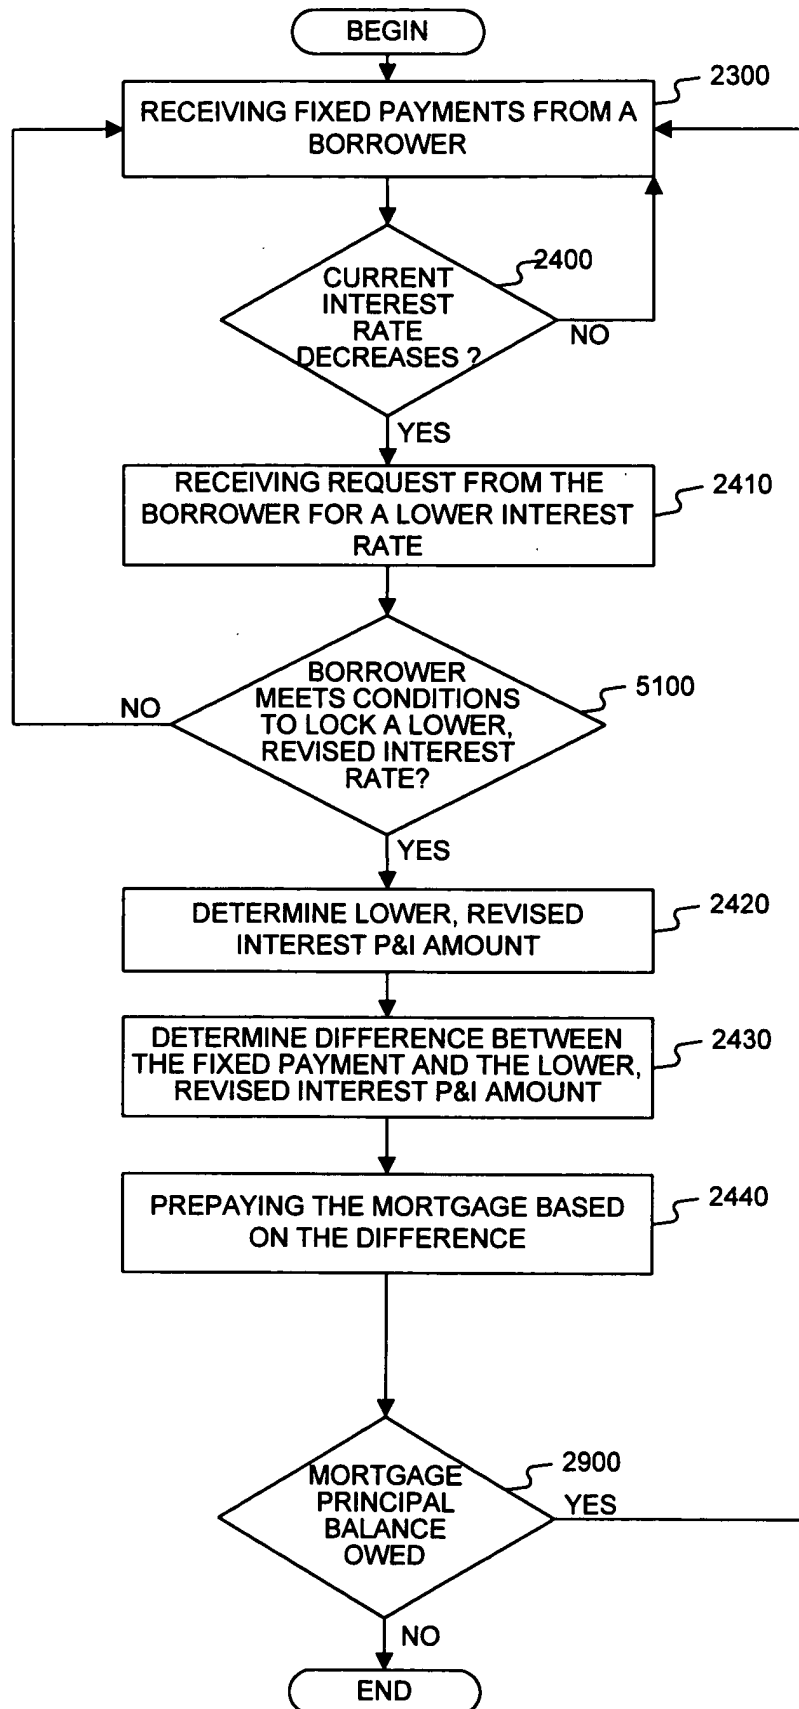 BEGIN
2300
RECEIVING FIXED PAYMENTS FROM A
BORROWER
2400
CURRENT
INTEREST
RATE
DECREASES ?
NO
YES
RECEIVING REQUEST FROM THE
BORROWER FOR A LOWER INTEREST
RATE
2410
BORROWER
MEETS CONDITIONS
TO LOCK A LOWER,
REVISED INTEREST
RATE?
5100
NO
YES
DETERMINE LOWER, REVISED
INTEREST P&I AMOUNT
2420
DETERMINE DIFFERENCE BETWEEN
THE FIXED PAYMENT AND THE LOWER,
REVISED INTEREST P&I AMOUNT
2430
PREPAYING THE MORTGAGE BASED
ON THE DIFFERENCE
2440
MORTGAGE
PRINCIPAL
BALANCE
OWED
2900
YES
NO
END